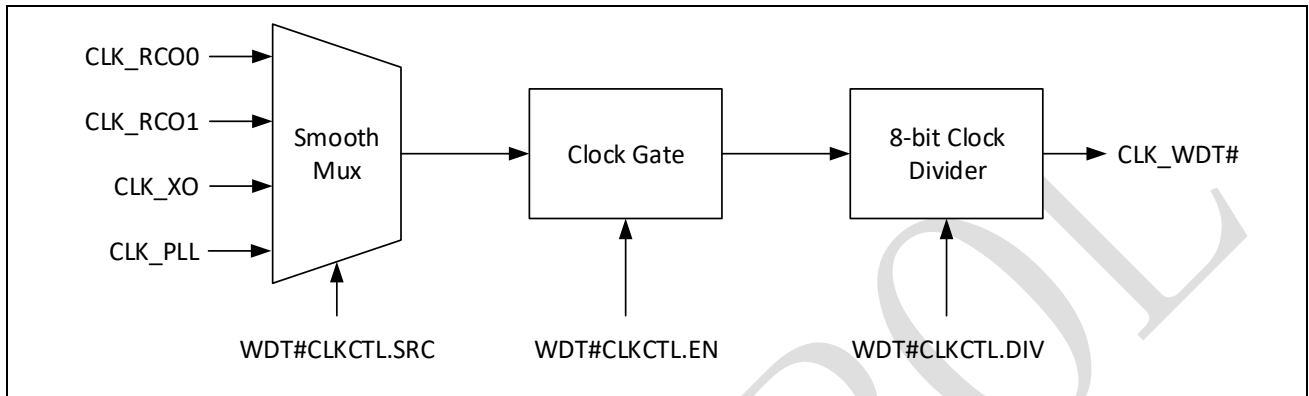 CLK_RCO0
CLK_RCO1
CLK_XO
CLK_PLL
Smooth
Mux
Clock Gate
8-bit Clock
Divider
CLK_WDT#
WDT#CLKCTL.SRC
WDT#CLKCTL.EN
WDT#CLKCTL.DIV